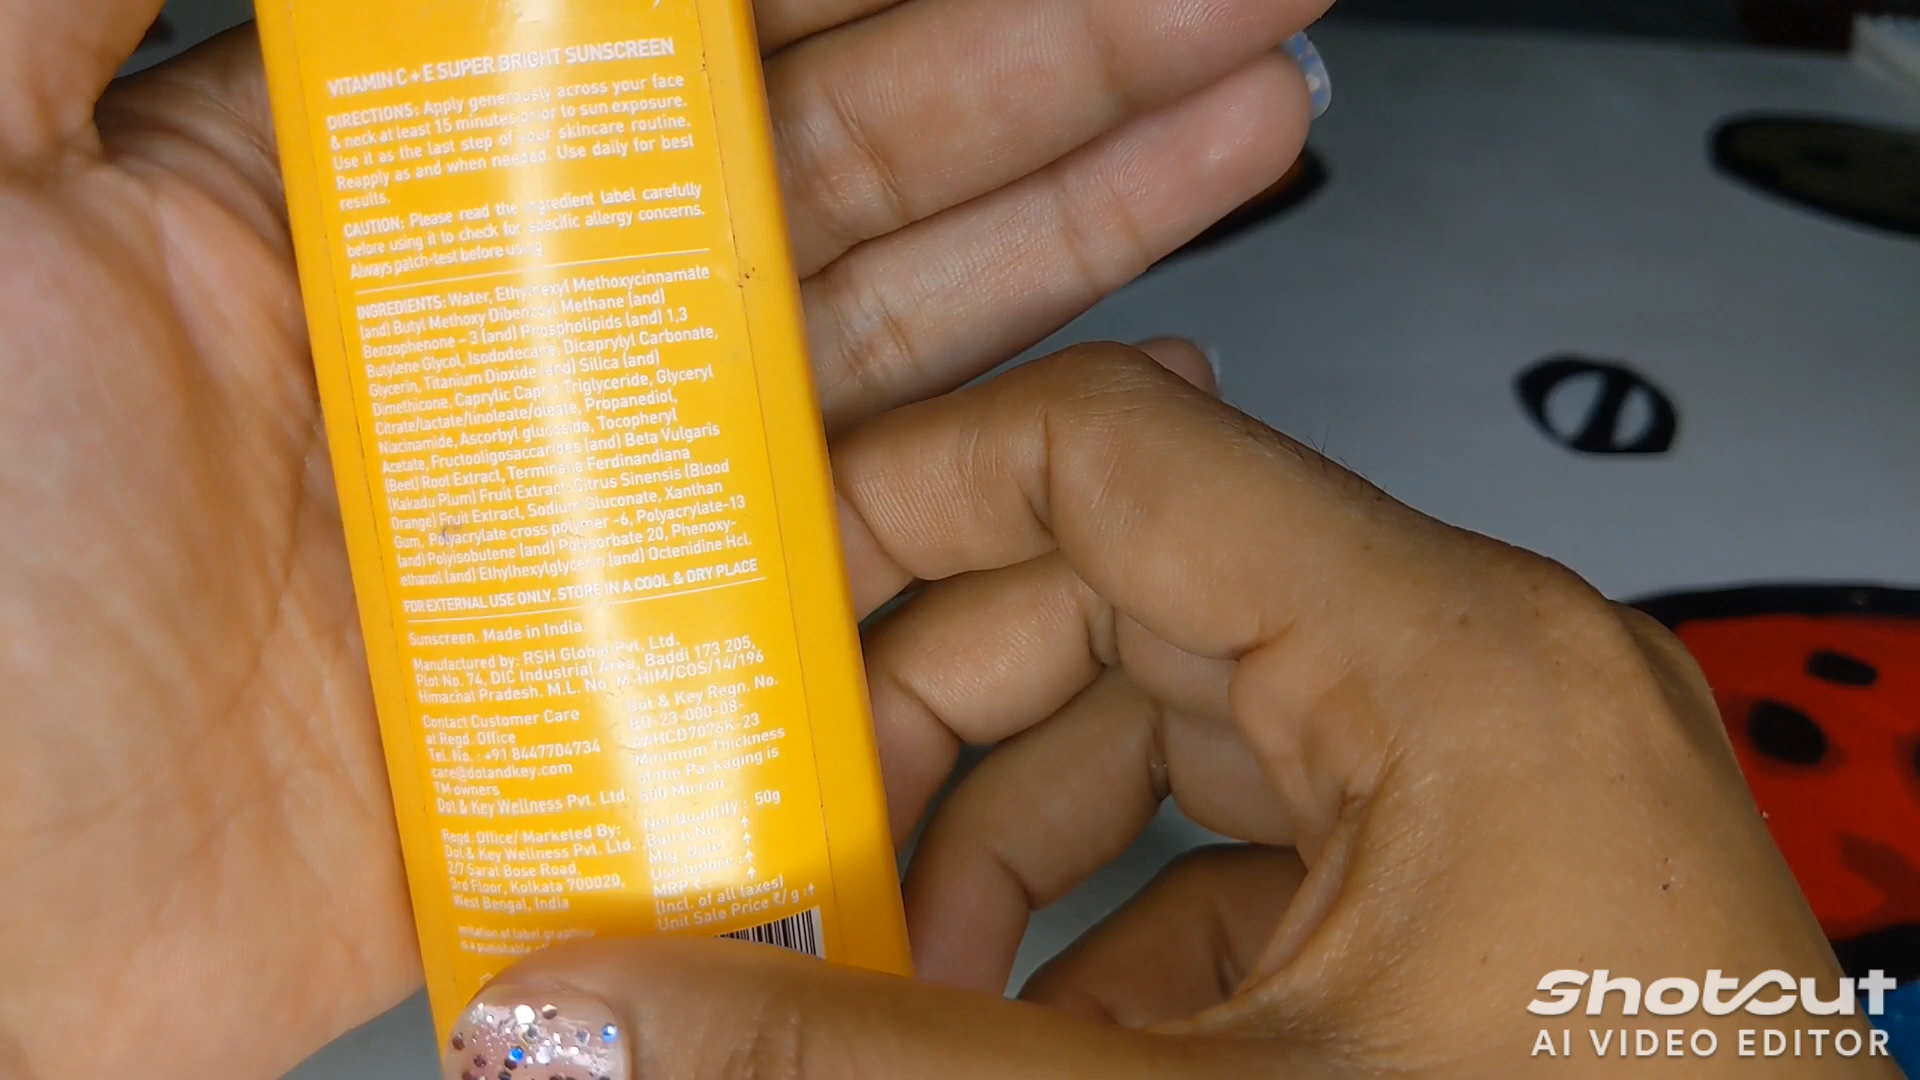 VITAMIN C + E SUPER BRIGHT SUNSCREEN
DIRECTIONS: Apply generously across your face
& neck at least 15 minutes prior to sun exposure.
Use it as the last step of your skincare routine.
Reapply as and when needed. Use daily for best
results.
CAUTION: Please read the ingredient label carefully
before using it to check for specific allergy concerns.
Always patch-test before using
INGREDIENTS: Water, Ethylhexyl Methoxycinnamate
(and) Butyl Methoxy Dibenzoyl Methane (and)
Benzophenone - 3 (and) Phospholipids (and) 1,3
Butylene Glycol, Isododecane, Dicaprylyl Carbonate,
Glycerin, Titanium Dioxide (and) Silica (and)
Dimethicone, Caprylic Capric Triglyceride, Glyceryl
Citrate/lactate/linoleate/oleate, Propanediol,
Niacinamide, Ascorbyl glucoside, Tocopheryl
Acetate, Fructooligosaccarides (and) Beta Vulgaris
(Beet) Root Extract, Terminalia Ferdinandiana
(Kakadu Plum) Fruit Extract, Citrus Sinensis (Blood
Orange) Fruit Extract, Sodium Gluconate, Xanthan
Gum, Polyacrylate cross polymer -6, Polyacrylate-13
(and) Polyisobutene (and) Polysorbate 20, Phenoxy-
ethanol (and) Ethylhexylglycerin (and) Octenidine Hcl.
FOR EXTERNAL USE ONLY. STORE IN A COOL & DRY PLACE
Sunscreen. Made in India.
Manufactured by: RSH Global Pvt. Ltd.
Plot No. 74, DIC Industrial Area, Baddi 173 205,
Himachal Pradesh. M.L. No. M-HIM/COS/14/196
Contact Customer Care
at Regd. Office
Tel. No. : +91 8447704734
care@dotandkey.com
TM owners
Dot & Key Wellness Pvt. Ltd.
Regd. Office/ Marketed By:
Dot & Key Wellness Pvt. Ltd.
2/7 Sarat Bose Road,
3rd Floor, Kolkata 700020,
West Bengal, India
Imitation of label graphics
is a punishable
Dot & Key Regn. No.
BO-23-000-08-
23
Minimum Thickness
of the Packaging is
500 Micron
Net Quantity : 50g
Batch No.
Mfg. Date :
Use before :
MRP ₹ :
(Incl. of all taxes)
Unit Sale Price ₹/ g :
ShotCut
AI VIDEO EDITOR